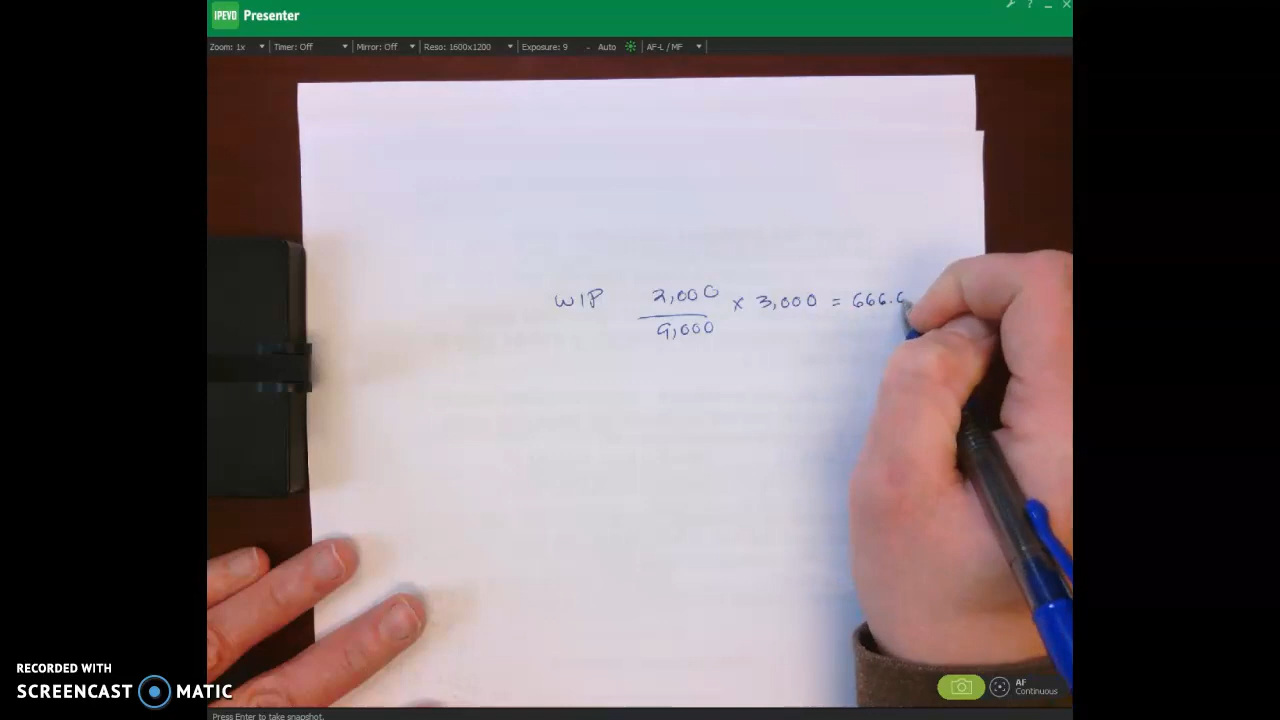 IPEVO Presenter
Zoom: 1x Timer: Off Mirror: Off Reso: 1600x1200 Exposure: 9 - Auto AF-L / MF
WIP 2,000 × 3,000 = 666.6
9,000
RECORDED WITH
SCREENCAST MATIC
AF
Continuous
Press Enter to take snapshot.